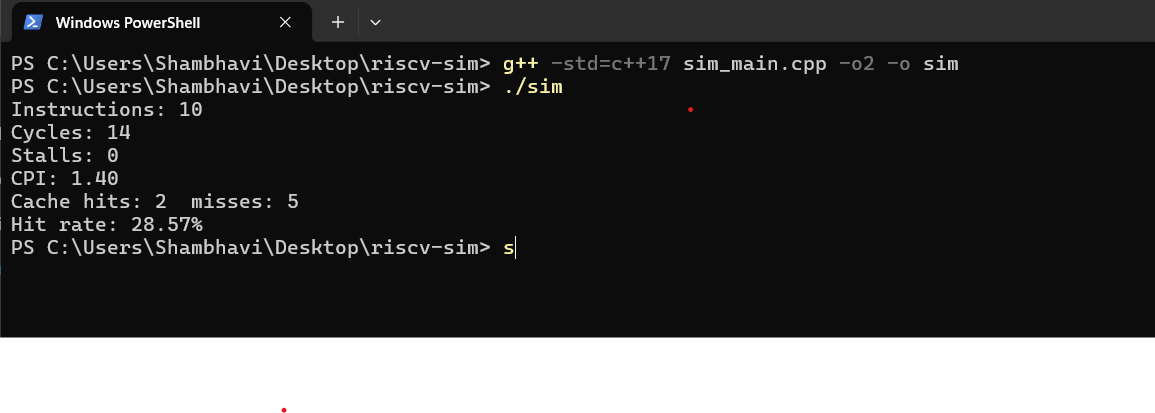 Windows PowerShell
PS C:\Users\Shambhavi\Desktop\riscv-sim> g++ -std=c++17 sim_main.cpp -o2 -o sim
PS C:\Users\Shambhavi\Desktop\riscv-sim> ./sim
Instructions: 10
Cycles: 14
Stalls: 0
CPI: 1.40
Cache hits: 2  misses: 5
Hit rate: 28.57%
PS C:\Users\Shambhavi\Desktop\riscv-sim> s